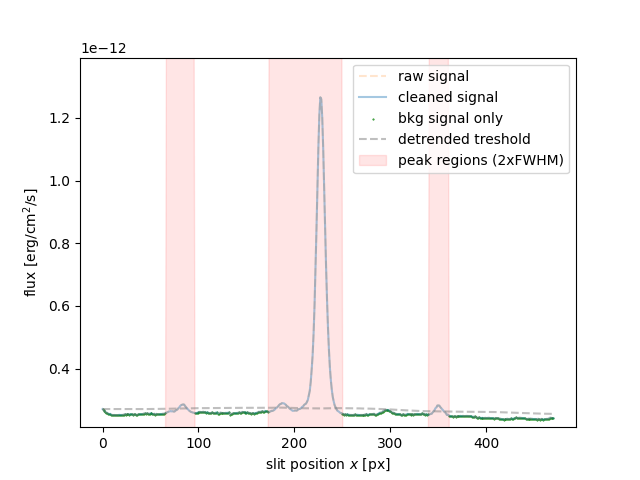 1e−12
raw signal
cleaned signal
bkg signal only
detrended treshold
peak regions (2xFWHM)
1.2
1.0
0.8
0.6
0.4
flux [erg/cm²/s]
0
100
200
300
400
slit position x [px]